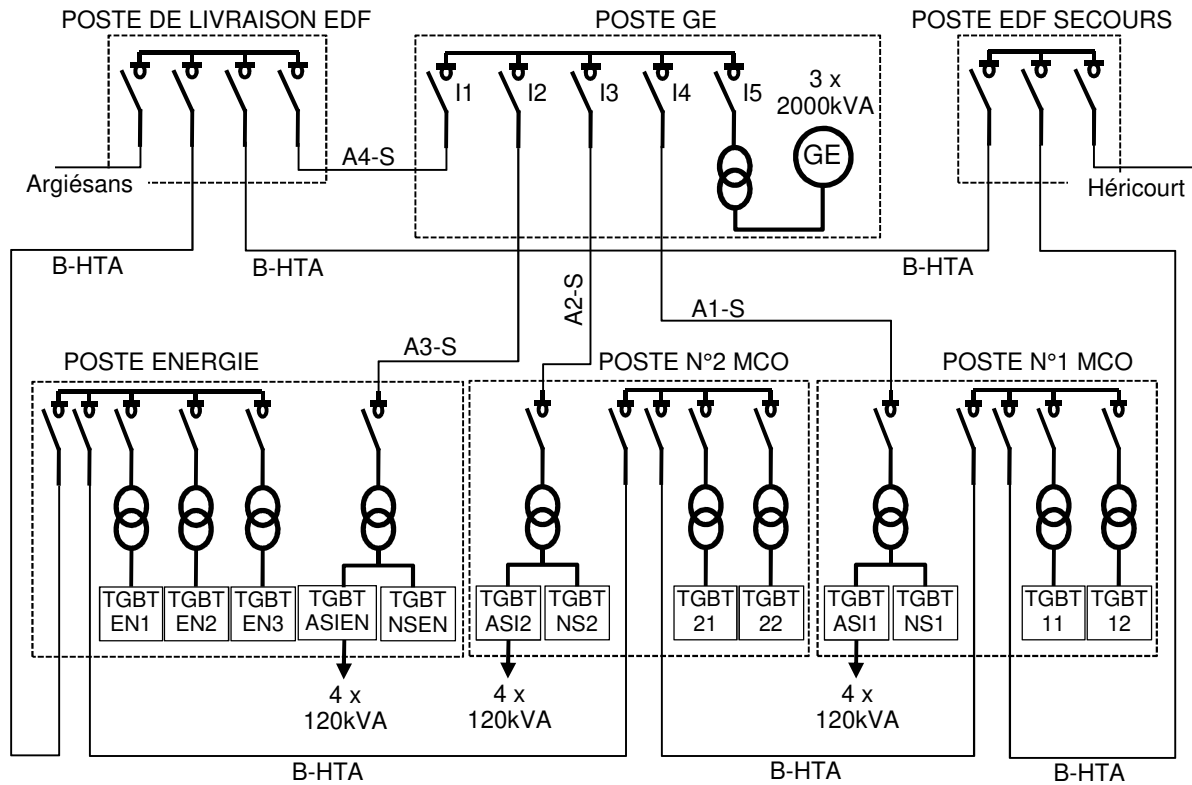 POSTE DE LIVRAISON EDF
POSTE GE
POSTE EDF SECOURS
I1
I2
I3
I4
I5
3 x
2000kVA
GE
A4-S
Argiésans
Héricourt
B-HTA
B-HTA
B-HTA
A2-S
A1-S
A3-S
POSTE ENERGIE
POSTE N°2 MCO
POSTE N°1 MCO
TGBT
EN1
TGBT
EN2
TGBT
EN3
TGBT
ASIEN
TGBT
NSEN
TGBT
ASI2
TGBT
NS2
TGBT
21
TGBT
22
TGBT
ASI1
TGBT
NS1
TGBT
11
TGBT
12
4 x
120kVA
4 x
120kVA
4 x
120kVA
B-HTA
B-HTA
B-HTA